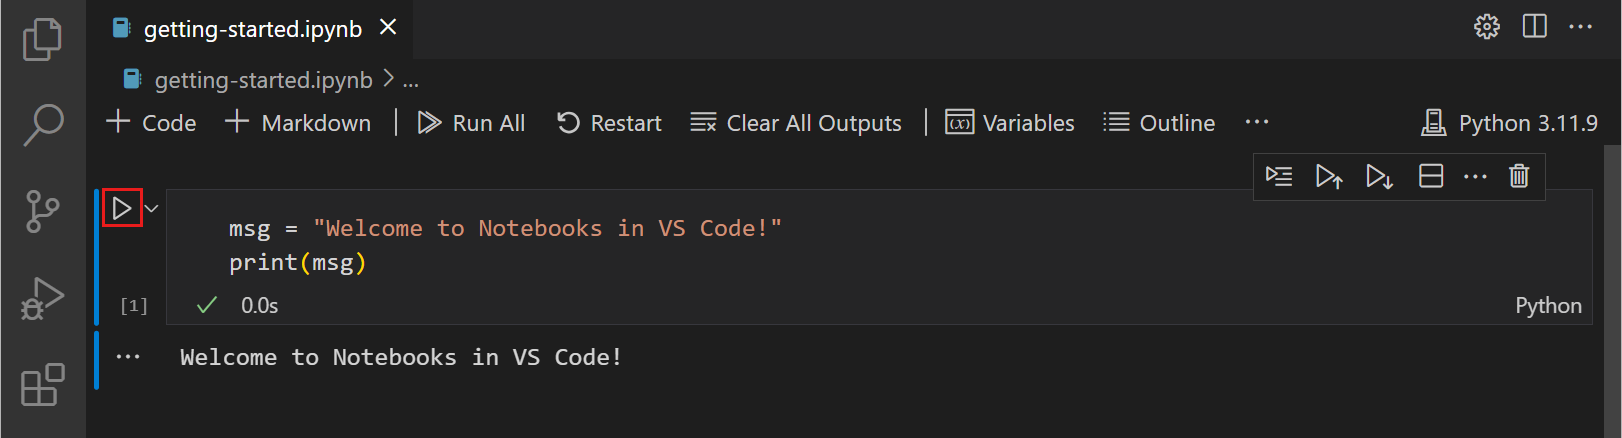 getting-started.ipynb
getting-started.ipynb > ...
Code Markdown Run All Restart Clear All Outputs Variables Outline ... Python 3.11.9
msg = "Welcome to Notebooks in VS Code!"
print(msg)
[1] 0.0s Python
Welcome to Notebooks in VS Code!